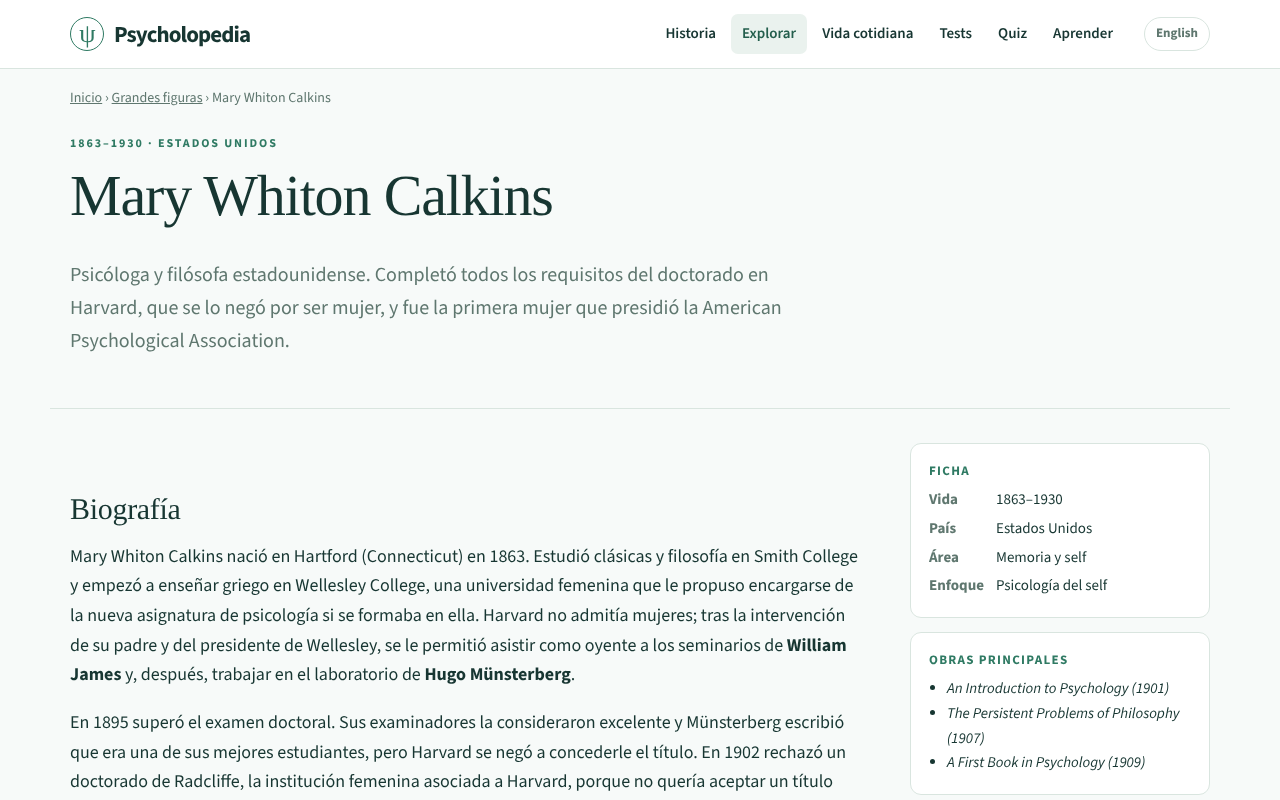 ψ Psycholopedia
Historia Explorar Vida cotidiana Tests Quiz Aprender English
Inicio › Grandes figuras › Mary Whiton Calkins
1863–1930 · ESTADOS UNIDOS
Mary Whiton Calkins
Psicóloga y filósofa estadounidense. Completó todos los requisitos del doctorado en
Harvard, que se lo negó por ser mujer, y fue la primera mujer que presidió la American
Psychological Association.
Biografía
Mary Whiton Calkins nació en Hartford (Connecticut) en 1863. Estudió clásicas y filosofía en Smith College
y empezó a enseñar griego en Wellesley College, una universidad femenina que le propuso encargarse de
la nueva asignatura de psicología si se formaba en ella. Harvard no admitía mujeres; tras la intervención
de su padre y del presidente de Wellesley, se le permitió asistir como oyente a los seminarios de William
James y, después, trabajar en el laboratorio de Hugo Münsterberg.
En 1895 superó el examen doctoral. Sus examinadores la consideraron excelente y Münsterberg escribió
que era una de sus mejores estudiantes, pero Harvard se negó a concederle el título. En 1902 rechazó un
doctorado de Radcliffe, la institución femenina asociada a Harvard, porque no quería aceptar un título
FICHA
Vida 1863–1930
País Estados Unidos
Área Memoria y self
Enfoque Psicología del self
OBRAS PRINCIPALES
• An Introduction to Psychology (1901)
• The Persistent Problems of Philosophy
(1907)
• A First Book in Psychology (1909)